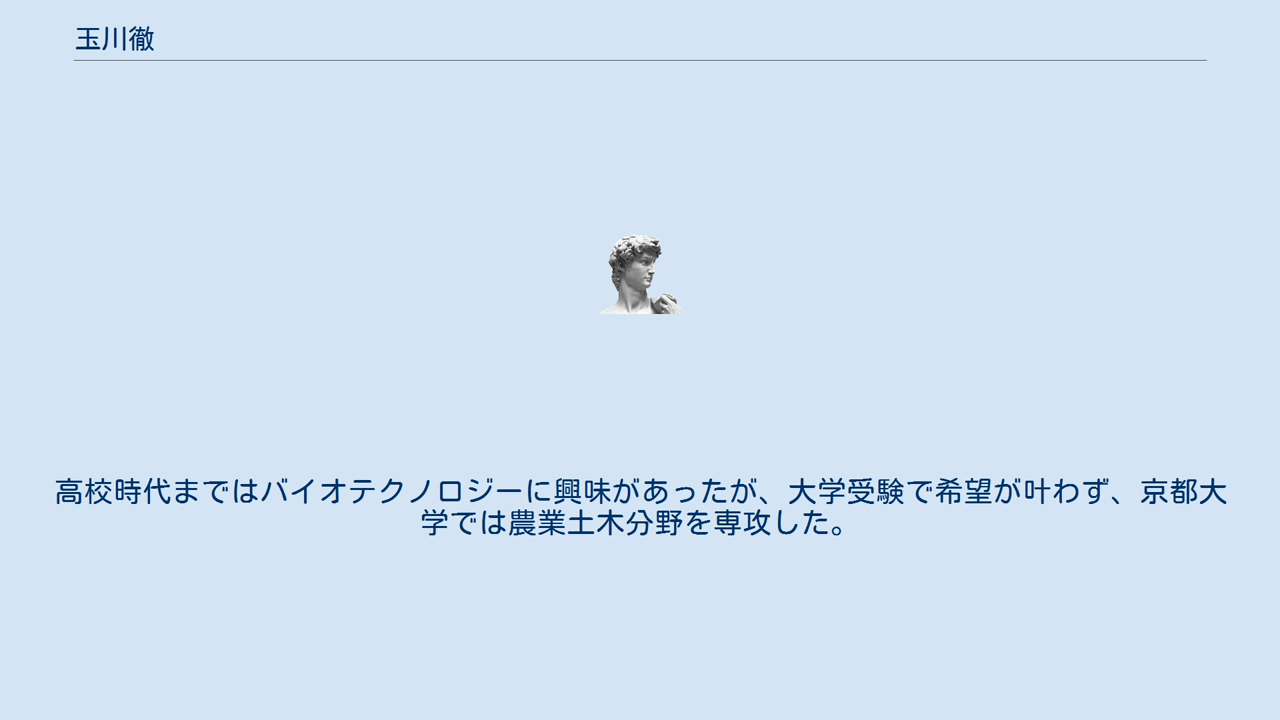 玉川徹
高校時代まではバイオテクノロジーに興味があったが、大学受験で希望が叶わず、京都大
学では農業土木分野を専攻した。